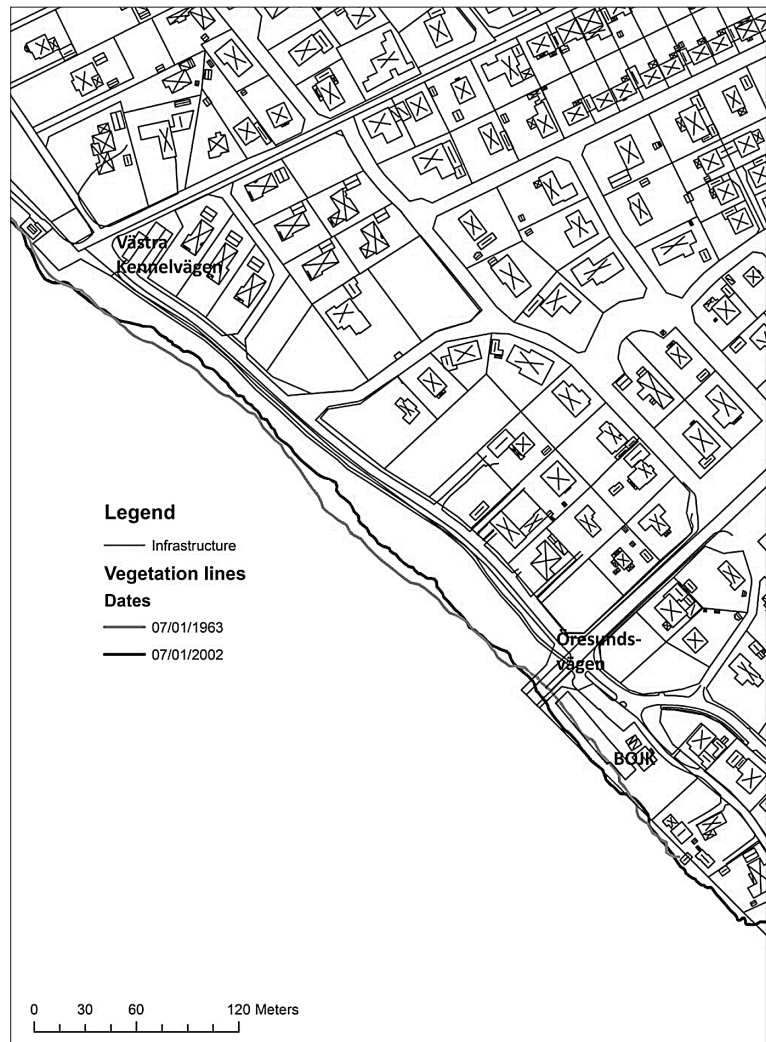 Västra
Kennelvägen
Legend
Infrastructure
Vegetation lines
Dates
07/01/1963
07/01/2002
Öresunds-
vägen
BOJK
0 30 60 120 Meters